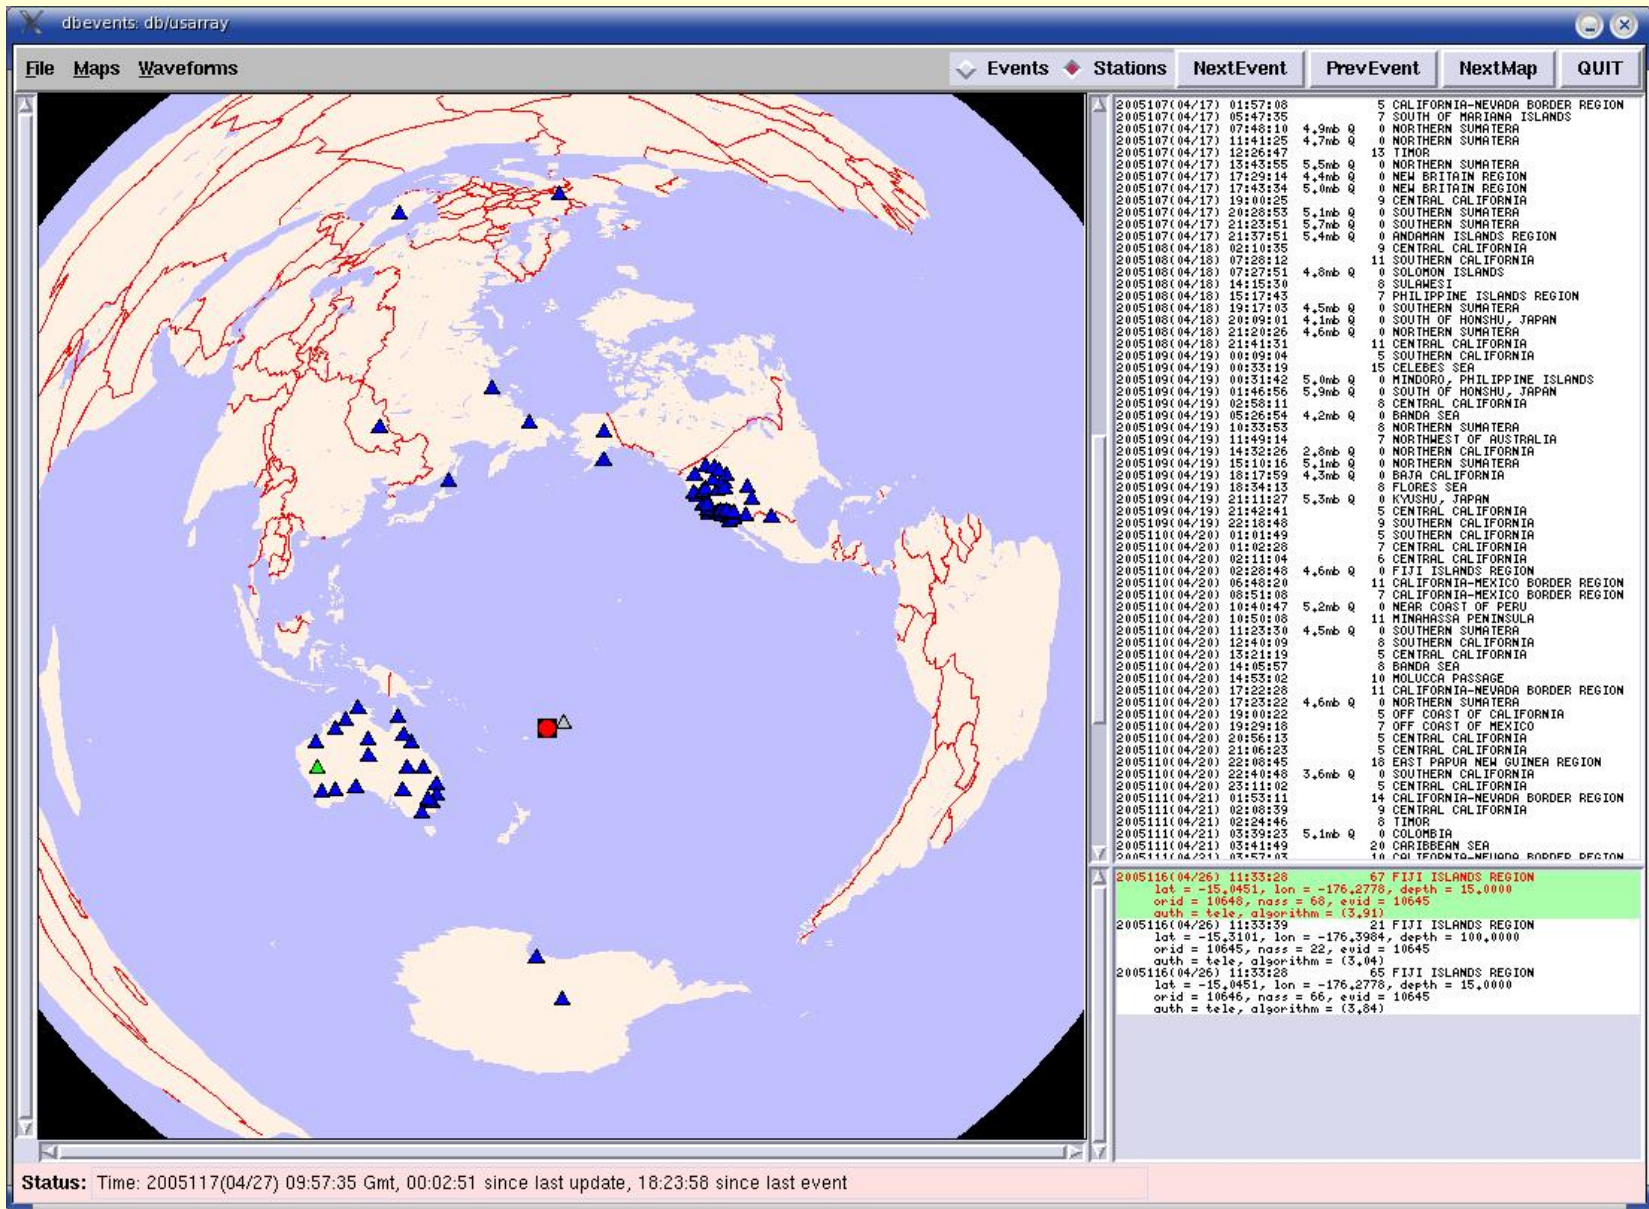 dbevents: db/usarray
File Maps Waveforms Events Stations NextEvent PrevEvent NextMap QUIT
2005107(04/17) 01:57:08 5 CALIFORNIA-NEVADA BORDER REGION
2005107(04/17) 05:47:35 7 SOUTH OF MARIANA ISLANDS
2005107(04/17) 07:48:10 4.9mb Q 0 NORTHERN SUMATERA
2005107(04/17) 11:41:25 4.7mb Q 0 NORTHERN SUMATERA
2005107(04/17) 12:26:47 13 TIMOR
2005107(04/17) 13:43:55 5.5mb Q 0 NORTHERN SUMATERA
2005107(04/17) 17:29:14 4.4mb Q 0 NEW BRITAIN REGION
2005107(04/17) 17:43:34 5.0mb Q 0 NEW BRITAIN REGION
2005107(04/17) 19:00:25 9 CENTRAL CALIFORNIA
2005107(04/17) 20:28:53 5.1mb Q 0 SOUTHERN SUMATERA
2005107(04/17) 21:23:51 5.7mb Q 0 SOUTHERN SUMATERA
2005107(04/17) 21:37:51 5.4mb Q 0 ANDAMAN ISLANDS REGION
2005108(04/18) 02:10:35 9 CENTRAL CALIFORNIA
2005108(04/18) 07:28:12 11 SOUTHERN CALIFORNIA
2005108(04/18) 07:27:51 4.8mb Q 0 SOLOMON ISLANDS
2005108(04/18) 14:15:30 8 SULAWESI
2005108(04/18) 15:17:43 7 PHILIPPINE ISLANDS REGION
2005108(04/18) 19:17:03 4.5mb Q 0 SOUTHERN SUMATERA
2005108(04/18) 20:09:01 4.1mb Q 0 SOUTH OF HONSHU, JAPAN
2005108(04/18) 21:20:26 4.6mb Q 0 NORTHERN SUMATERA
2005108(04/18) 21:41:31 11 CENTRAL CALIFORNIA
2005109(04/19) 00:09:04 5 SOUTHERN CALIFORNIA
2005109(04/19) 00:33:19 15 CELEBES SEA
2005109(04/19) 00:31:42 5.0mb Q 0 MINDORO, PHILIPPINE ISLANDS
2005109(04/19) 01:46:56 5.9mb Q 0 SOUTH OF HONSHU, JAPAN
2005109(04/19) 02:58:11 8 CENTRAL CALIFORNIA
2005109(04/19) 05:26:54 4.2mb Q 0 BANDA SEA
2005109(04/19) 10:33:53 8 NORTHERN SUMATERA
2005109(04/19) 11:49:14 7 NORTHWEST OF AUSTRALIA
2005109(04/19) 14:32:26 2.8mb Q 0 NORTHERN SUMATERA
2005109(04/19) 15:10:16 5.1mb Q 0 NORTHERN SUMATERA
2005109(04/19) 18:17:59 4.3mb Q 0 BAJA CALIFORNIA
2005109(04/19) 18:34:13 8 FLORES SEA
2005109(04/19) 21:11:27 5.3mb Q 0 KYUSHU, JAPAN
2005109(04/19) 21:42:41 5 CENTRAL CALIFORNIA
2005109(04/19) 22:18:48 9 SOUTHERN CALIFORNIA
2005110(04/20) 01:01:49 5 SOUTHERN CALIFORNIA
2005110(04/20) 01:02:28 7 CENTRAL CALIFORNIA
2005110(04/20) 02:11:04 6 CENTRAL CALIFORNIA
2005110(04/20) 02:28:48 4.6mb Q 0 FIJI ISLANDS REGION
2005110(04/20) 06:48:20 11 CALIFORNIA-MEXICO BORDER REGION
2005110(04/20) 08:51:08 7 CALIFORNIA-MEXICO BORDER REGION
2005110(04/20) 10:40:47 5.2mb Q 0 NEAR COAST OF PERU
2005110(04/20) 10:50:08 11 MINAHASSA PENINSULA
2005110(04/20) 11:23:30 4.5mb Q 0 SOUTHERN SUMATERA
2005110(04/20) 12:40:09 8 SOUTHERN CALIFORNIA
2005110(04/20) 13:21:19 5 CENTRAL CALIFORNIA
2005110(04/20) 14:05:57 8 BANDA SEA
2005110(04/20) 14:53:02 10 MOLUCCA PASSAGE
2005110(04/20) 17:22:28 11 CALIFORNIA-NEVADA BORDER REGION
2005110(04/20) 17:23:22 4.6mb Q 0 NORTHERN SUMATERA
2005110(04/20) 19:00:22 5 OFF COAST OF CALIFORNIA
2005110(04/20) 19:29:18 7 OFF COAST OF MEXICO
2005110(04/20) 5 CENTRAL CALIFORNIA
2005110(04/20) 21:06:23 5 CENTRAL CALIFORNIA
2005110(04/20) 22:08:45 18 EAST PAPUA NEW GUINEA REGION
2005110(04/20) 22:40:48 3.6mb Q 0 SOUTHERN CALIFORNIA
2005110(04/20) 23:11:02 5 CENTRAL CALIFORNIA
2005111(04/21) 01:53:11 14 CALIFORNIA-NEVADA BORDER REGION
2005111(04/21) 02:08:39 9 CENTRAL CALIFORNIA
2005111(04/21) 02:24:46 8 TIMOR
2005111(04/21) 03:39:23 5.1mb Q 0 COLOMBIA
2005111(04/21) 03:41:49 20 CARIBBEAN SEA
2005111(04/21) 03:57:03 10 CALIFORNIA-NEVADA BORDER REGION
2005116(04/26) 11:33:28 67 FIJI ISLANDS REGION
lat = -15.0451, lon = -176.2778, depth = 15.0000
orid = 10648, nass = 68, evid = 10645
auth = tele, algorithm = (3.91)
2005116(04/26) 11:33:39 21 FIJI ISLANDS REGION
lat = -15.3101, lon = -176.3984, depth = 100.0000
orid = 10645, nass = 22, evid = 10645
auth = tele, algorithm = (3.04)
2005116(04/26) 11:33:28 65 FIJI ISLANDS REGION
lat = -15.0451, lon = -176.2778, depth = 15.0000
orid = 10646, nass = 66, evid = 10645
auth = tele, algorithm = (3.84)
Status: Time: 2005117(04/27) 09:57:35 Gmt, 00:02:51 since last update, 18:23:58 since last event